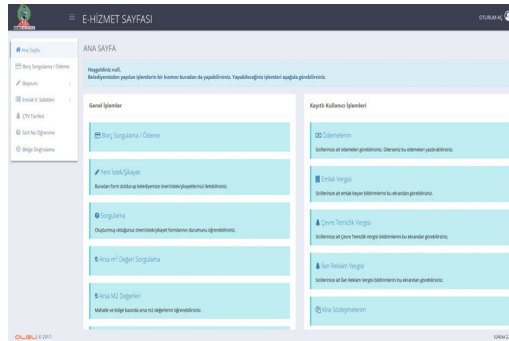 E-HİZMET SAYFASI
OTURUM AÇ
Ana Sayfa
Borç Sorgulama / Ödeme
Başvuru
Emlak V. Sabitleri
ÇTV Tarifesi
Sicil No Öğrenme
Belge Doğrulama
ANA SAYFA
Hoşgeldiniz null,
Belediyemizden yapılan işlemlerin bir kısmını buradan da yapabilirsiniz. Yapabileceğiniz işlemleri aşağıda görebilirsiniz.
Genel İşlemler
Borç Sorgulama / Ödeme
Yeni İstek/Şikayet
Buradan form doldurup belediyemize öneri/istek/şikayetlerinizi iletebilirsiniz.
Sorgulama
Oluşturmuş olduğunuz öneri/istek/şikayet formlarının durumunu öğrenebilirsiniz.
Arsa m² Değeri Sorgulama
Arsa M2 Değerleri
Mahalle ve bölge bazında arsa m2 değerlerini öğrenebilirsiniz.
Kayıtlı Kullanıcı İşlemleri
Ödemelerim
Sicillerinize ait ödemeleri görebilirsiniz. Dilerseniz bu ödemeleri yazdırabilirsiniz.
Emlak Vergisi
Sicillerinize ait emlak beyan bildirimlerini bu ekrandan görebilirsiniz.
Çevre Temizlik Vergisi
Sicillerinize ait Çevre Temizlik Vergisi bildirimlerini bu ekrandan görebilirsiniz.
İlan Reklam Vergisi
Sicillerinize ait İlan Reklam Vergisi bildirimlerini bu ekrandan görebilirsiniz.
Kira Sözleşmelerim
© 2017